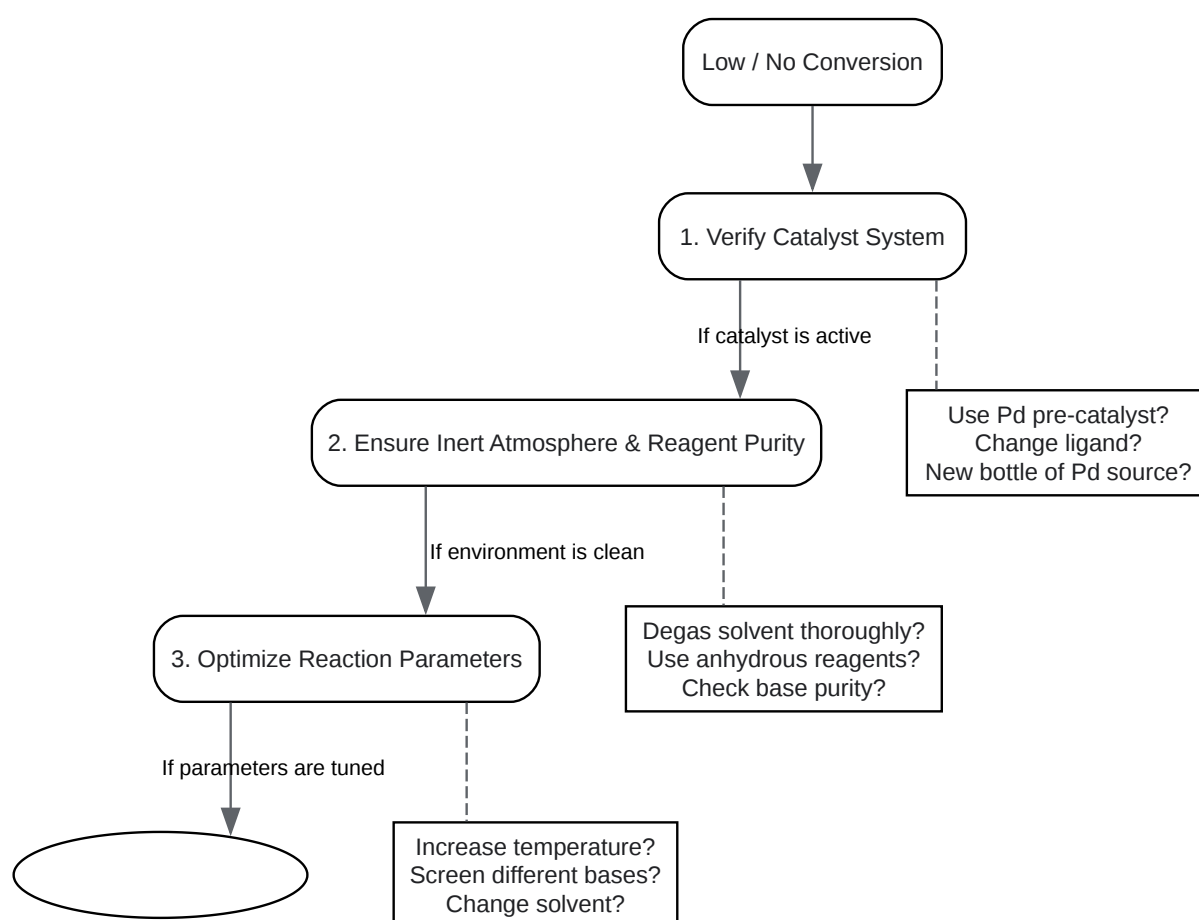 Low / No Conversion
1. Verify Catalyst System
If catalyst is active
Use Pd pre-catalyst?
Change ligand?
New bottle of Pd source?
2. Ensure Inert Atmosphere & Reagent Purity
If environment is clean
Degas solvent thoroughly?
Use anhydrous reagents?
Check base purity?
3. Optimize Reaction Parameters
If parameters are tuned
Increase temperature?
Screen different bases?
Change solvent?